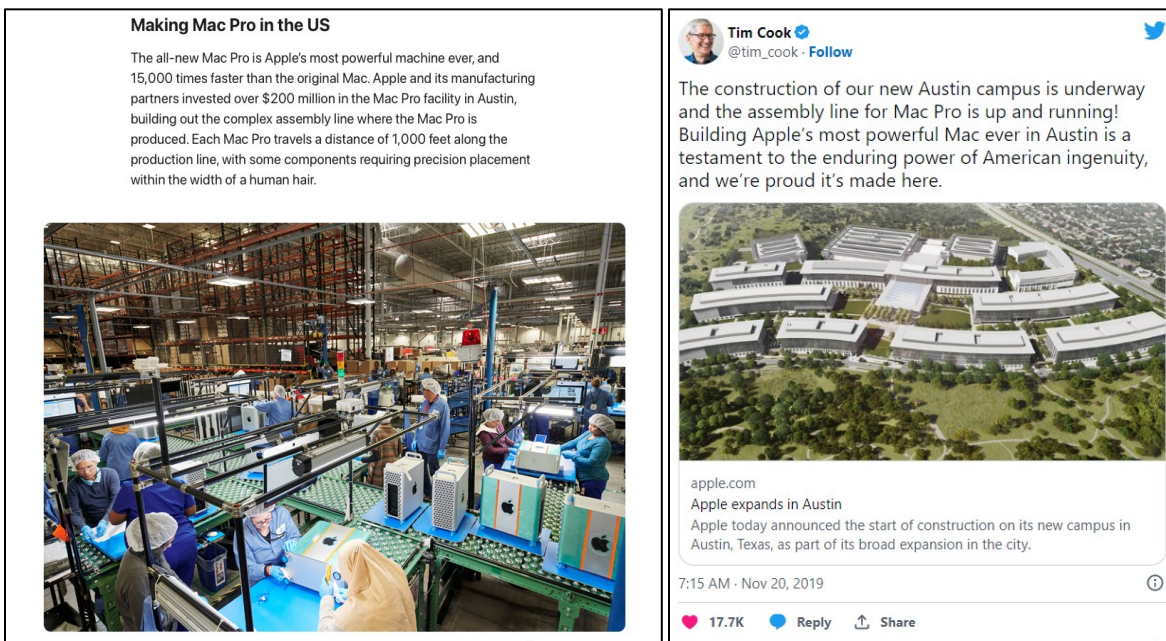 Making Mac Pro in the US
The all-new Mac Pro is Apple's most powerful machine ever, and
15,000 times faster than the original Mac. Apple and its manufacturing
partners invested over $200 million in the Mac Pro facility in Austin,
building out the complex assembly line where the Mac Pro is
produced. Each Mac Pro travels a distance of 1,000 feet along the
production line, with some components requiring precision placement
within the width of a human hair.
Tim Cook
@tim_cook · Follow
The construction of our new Austin campus is underway
and the assembly line for Mac Pro is up and running!
Building Apple's most powerful Mac ever in Austin is a
testament to the enduring power of American ingenuity,
and we're proud it's made here.
apple.com
Apple expands in Austin
Apple today announced the start of construction on its new campus in
Austin, Texas, as part of its broad expansion in the city.
7:15 AM · Nov 20, 2019
17.7K Reply Share